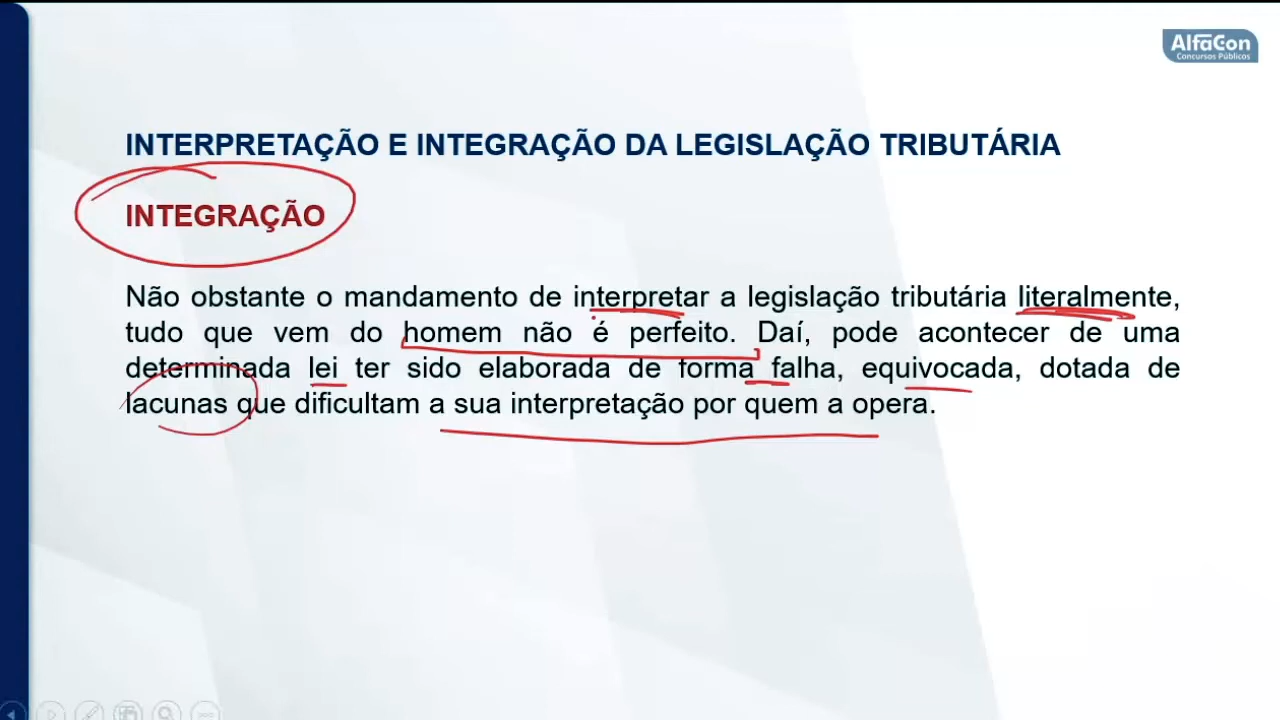 AlfaCon
Concursos Públicos
INTERPRETAÇÃO E INTEGRAÇÃO DA LEGISLAÇÃO TRIBUTÁRIA
INTEGRAÇÃO
Não obstante o mandamento de interpretar a legislação tributária literalmente,
tudo que vem do homem não é perfeito. Daí, pode acontecer de uma
determinada lei ter sido elaborada de forma falha, equivocada, dotada de
lacunas que dificultam a sua interpretação por quem a opera.